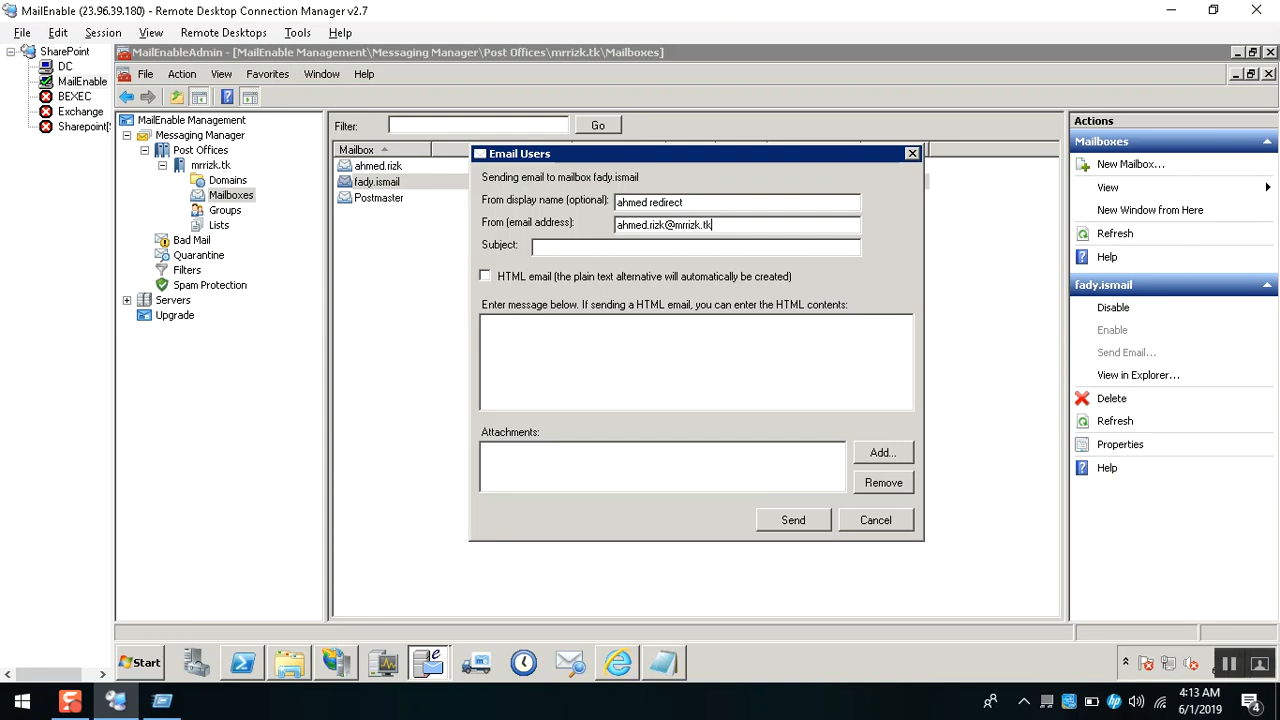 MailEnable (23.96.39.180) - Remote Desktop Connection Manager v2.7
File Edit Session View Remote Desktops Tools Help
SharePoint
DC
MailEnable
BEXEC
Exchange
Sharepoint[S
MailEnableAdmin - [MailEnable Management\Messaging Manager\Post Offices\mrrizk.tk\Mailboxes]
File Action View Favorites Window Help
MailEnable Management
Messaging Manager
Post Offices
mrrizk.tk
Domains
Mailboxes
Groups
Lists
Bad Mail
Quarantine
Filters
Spam Protection
Servers
Upgrade
Filter: Go
Mailbox
ahmed.rizk
fady.ismail
Postmaster
Email Users
Sending email to mailbox fady.ismail
From display name (optional): ahmed redirect
From (email address): ahmed.rizk@mrrizk.tk
Subject:
HTML email (the plain text alternative will automatically be created)
Enter message below. If sending a HTML email, you can enter the HTML contents:
Attachments:
Add...
Remove
Send Cancel
Actions
Mailboxes
New Mailbox...
View
New Window from Here
Refresh
Help
fady.ismail
Disable
Enable
Send Email...
View in Explorer...
Delete
Refresh
Properties
Help
Start
4:13 AM
6/1/2019
4